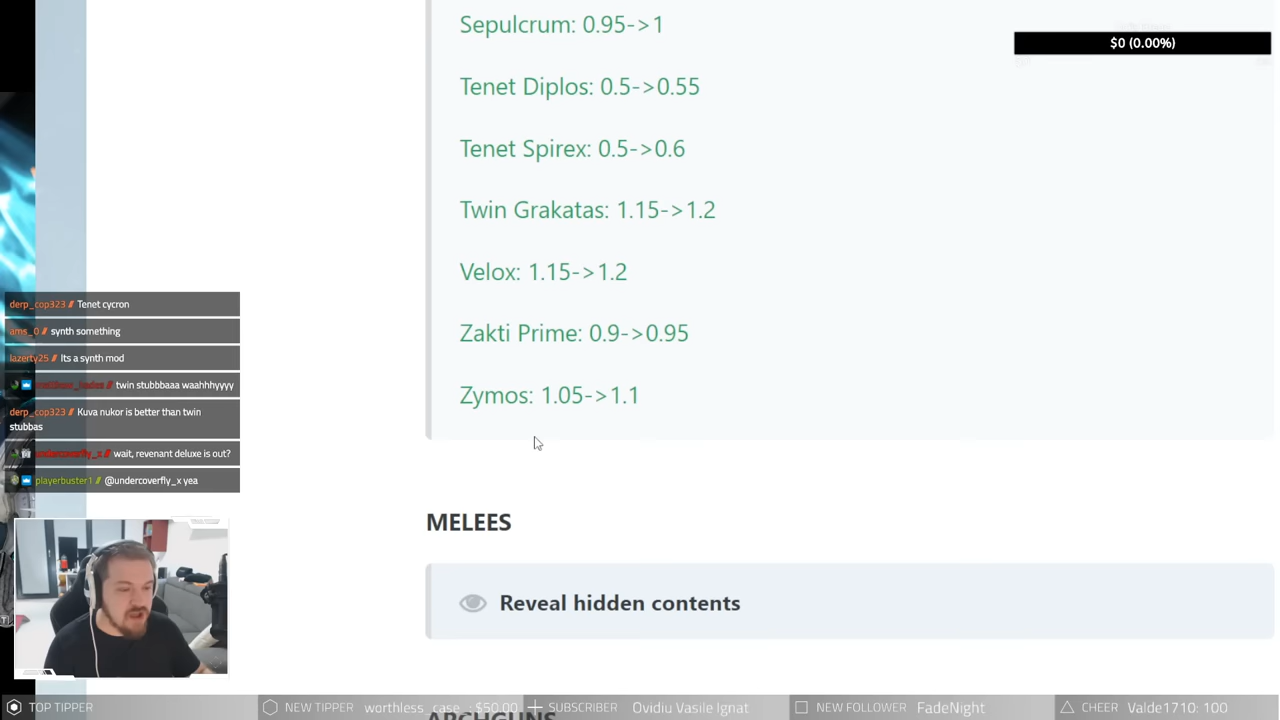 Sepulcrum: 0.95->1
$0 (0.00%)
Tenet Diplos: 0.5->0.55
Tenet Spirex: 0.5->0.6
Twin Grakatas: 1.15->1.2
Velox: 1.15->1.2
Zakti Prime: 0.9->0.95
Zymos: 1.05->1.1
derp_cop323 // Tenet cycron
ams_0 // synth something
lazerty25 // Its a synth mod
// twin stubbbaaa waahhyyyy
derp_cop323 // Kuva nukor is better than twin
stubbas
undercoverfly_x // wait, revenant deluxe is out?
playerbuster1 // @undercoverfly_x yea
MELEES
Reveal hidden contents
ARCHGUNS
TOP TIPPER
NEW TIPPER worthless_case : $50.00
SUBSCRIBER Ovidiu Vasile Ignat
NEW FOLLOWER FadeNight
CHEER Valde1710: 100